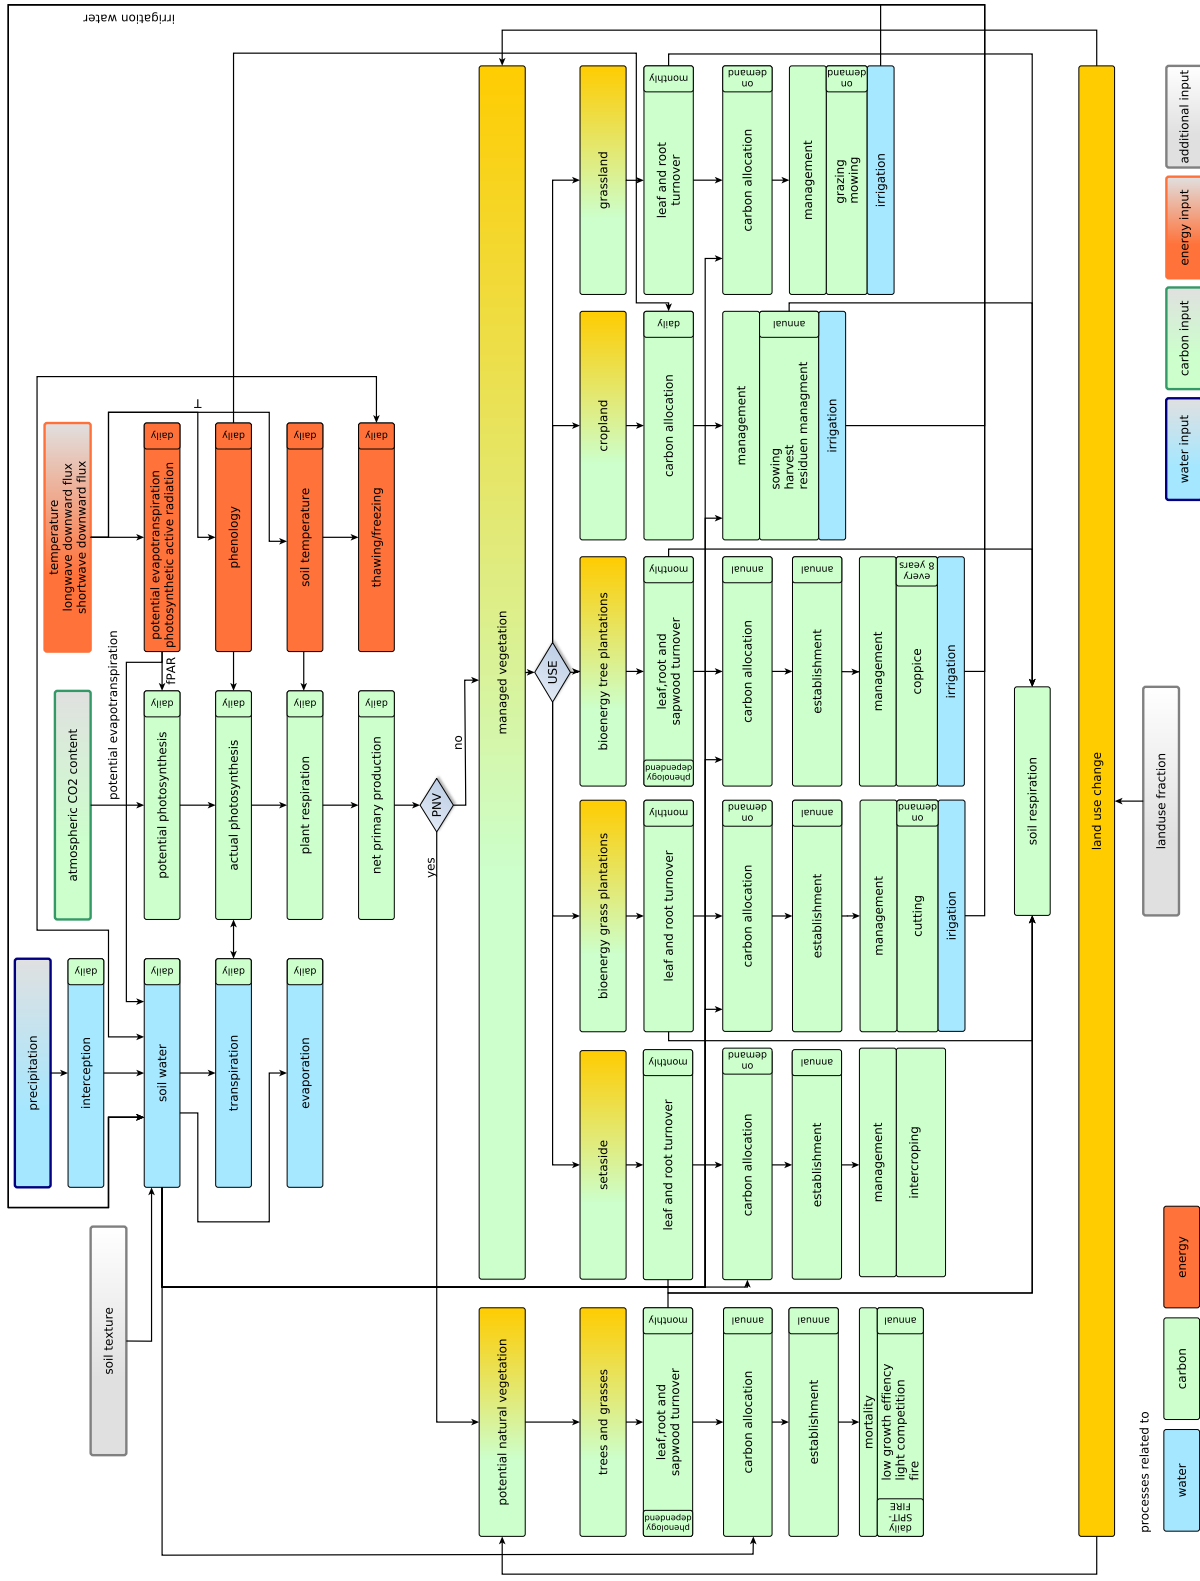 irrigation water
precipitation
interception
daily
soil water
daily
transpiration
daily
evaporation
daily
soil texture
atmospheric CO2 content
potential evapotranspiration
potential photosynthesis
daily
actual photosynthesis
daily
plant respiration
daily
net primary production
daily
temperature
longwave downward flux
shortwave downward flux
potential evapotranspiration
photosynthetic active radiation
daily
fPAR
T
phenology
daily
soil temperature
daily
thawing/freezing
daily
PNV
yes
no
potential natural vegetation
managed vegetation
USE
trees and grasses
leaf,root and
sapwood turnover
phenology
dependend
monthly
carbon allocation
annual
establishment
annual
mortality
low growth effiency
light competition
fire
annual
daily
SPIT-
FIRE
setaside
leaf and root turnover
monthly
carbon allocation
on
demand
establishment
annual
management
intercroping
bioenergy grass plantations
leaf and root turnover
monthly
carbon allocation
on
demand
establishment
annual
management
cutting
on
demand
irigation
bioenergy tree plantations
leaf,root and
sapwood turnover
phenology
dependend
monthly
carbon allocation
annual
establishment
annual
management
coppice
every
8 years
irrigation
cropland
carbon allocation
daily
management
sowing
harvest
residuen managment
annual
irrigation
grassland
leaf and root
turnover
monthly
carbon allocation
on
demand
management
grazing
mowing
on
demand
irrigation
soil respiration
land use change
landuse fraction
processes related to
water
carbon
energy
water input
carbon input
energy input
additional input